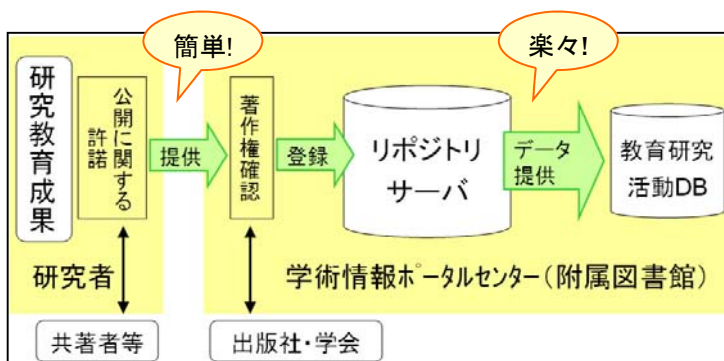 簡単!
楽々!
研究教育成果
公開に関する
許諾
提供
著作権確認
登録
リポジトリ
サーバ
データ
提供
教育研究
活動DB
研究者
学術情報ポータルセンター(附属図書館)
共著者等
出版社・学会